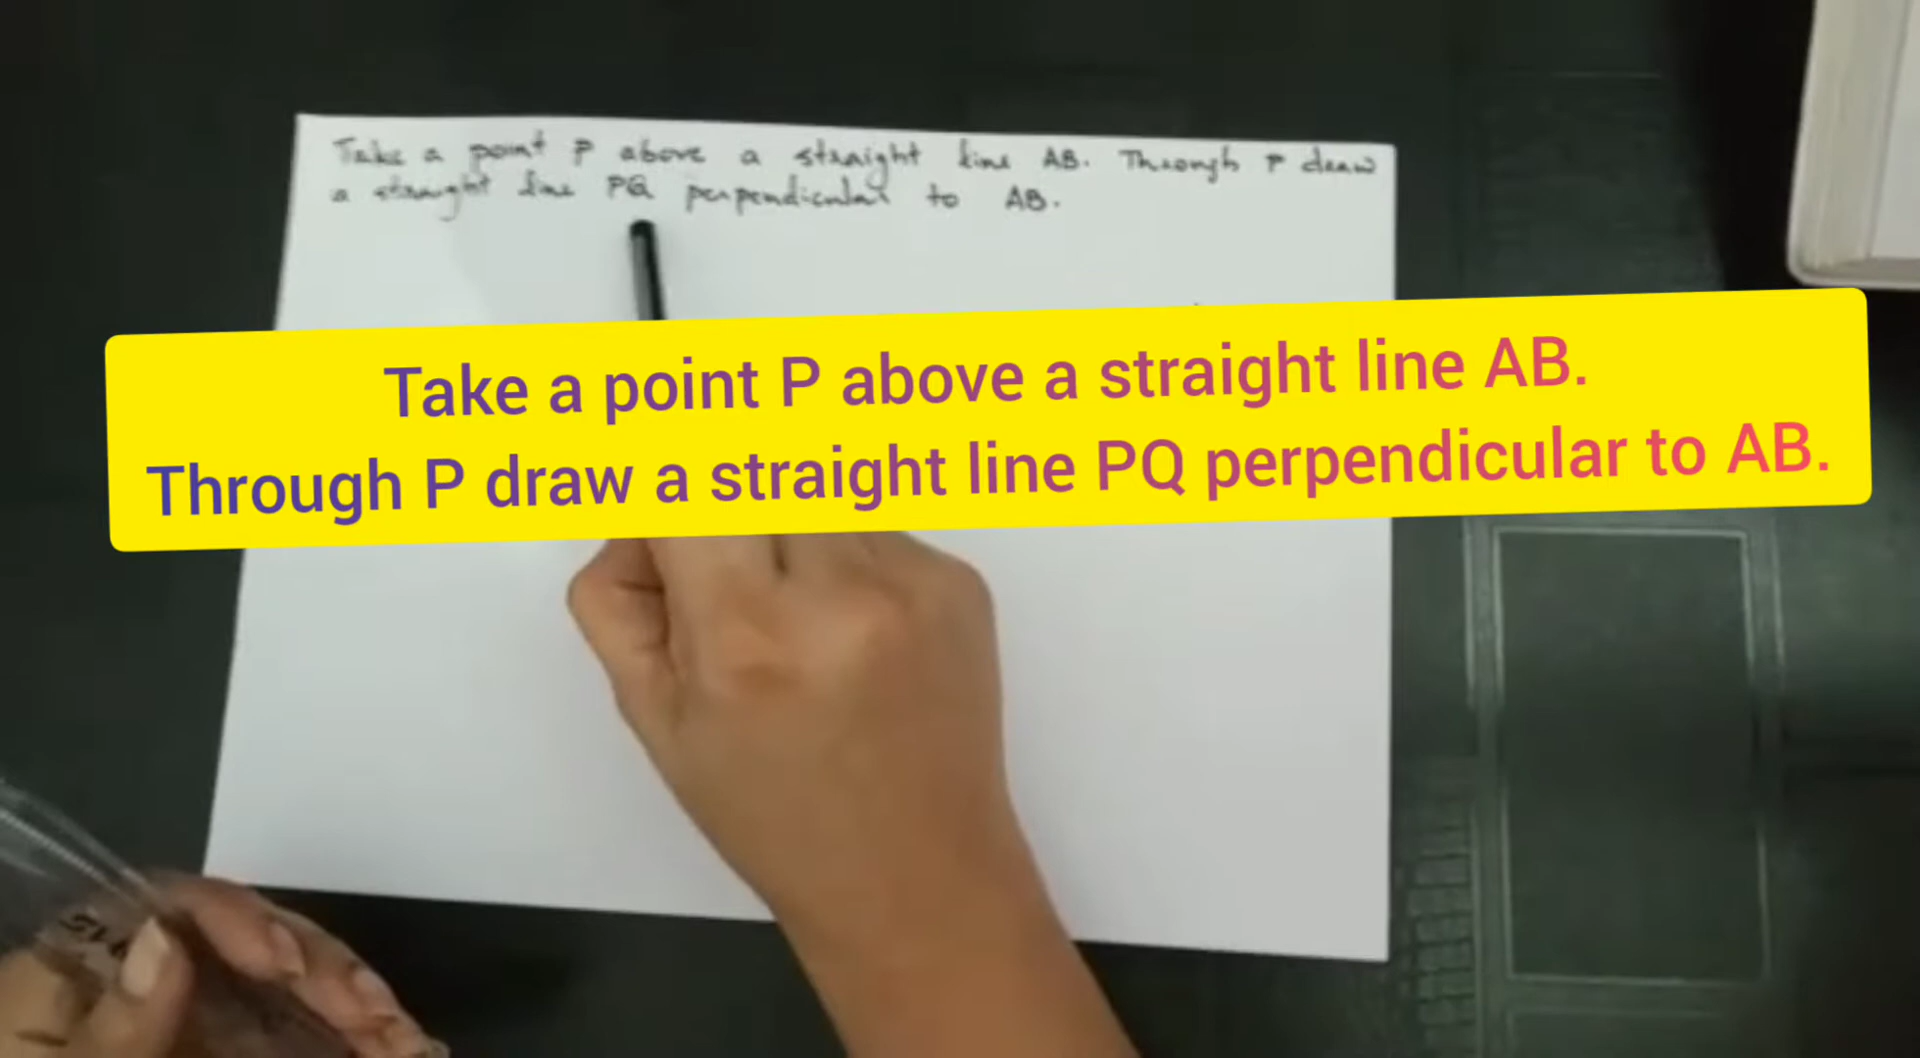 Take a point P above a straight line AB. Through P draw
a straight line PQ perpendicular to AB.
Take a point P above a straight line AB.
Through P draw a straight line PQ perpendicular to AB.